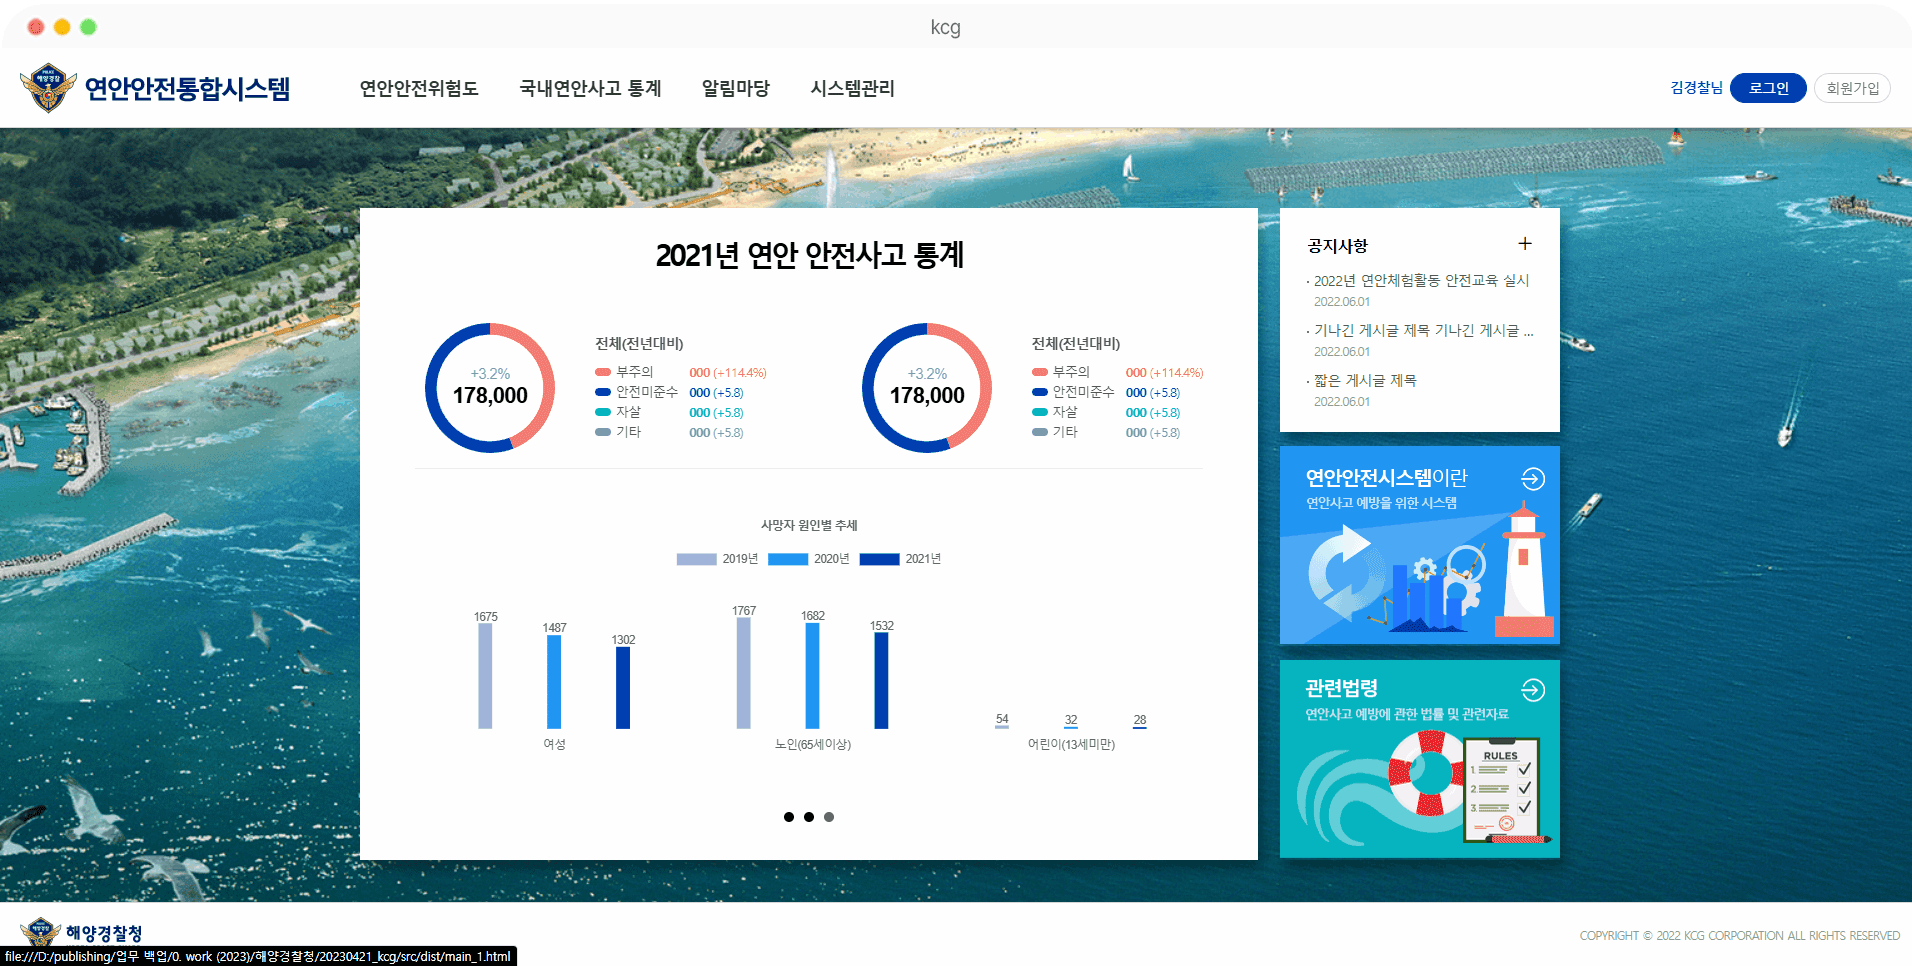 kcg
연안안전통합시스템
연안안전위험도 국내연안사고 통계 알림마당 시스템관리
김경찰님 로그인 회원가입
2021년 연안 안전사고 통계
+3.2%
178,000
전체(전년대비)
부주의 000 (+114.4%)
안전미준수 000 (+5.8)
자살 000 (+5.8)
기타 000 (+5.8)
+3.2%
178,000
전체(전년대비)
부주의 000 (+114.4%)
안전미준수 000 (+5.8)
자살 000 (+5.8)
기타 000 (+5.8)
사망자 원인별 추세
2019년 2020년 2021년
1675 1487 1302
여성
1767 1682 1532
노인(65세이상)
54 32 28
어린이(13세미만)
공지사항 +
· 2022년 연안체험활동 안전교육 실시
2022.06.01
· 기나긴 게시글 제목 기나긴 게시글 ...
2022.06.01
· 짧은 게시글 제목
2022.06.01
연안안전시스템이란
연안사고 예방을 위한 시스템
관련법령
연안사고 예방에 관한 법률 및 관련자료
RULES
1.
2.
3.
해양경찰청
COPYRIGHT © 2022 KCG CORPORATION ALL RIGHTS RESERVED
file:///D:/publishing/업무 백업/0. work (2023)/해양경찰청/20230421_kcg/src/dist/main_1.html